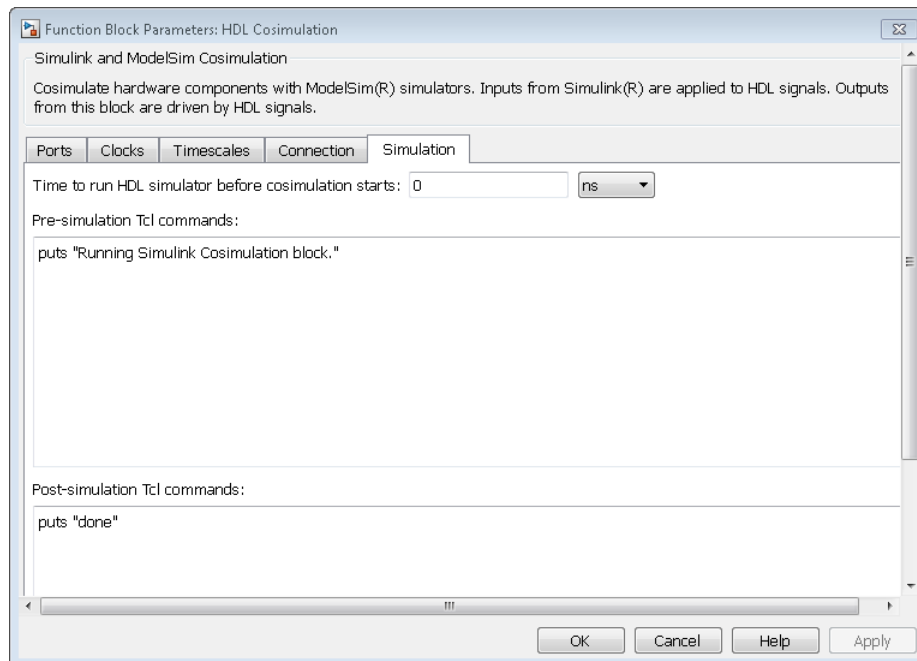 Function Block Parameters: HDL Cosimulation
Simulink and ModelSim Cosimulation
Cosimulate hardware components with ModelSim(R) simulators. Inputs from Simulink(R) are applied to HDL signals. Outputs
from this block are driven by HDL signals.
Ports Clocks Timescales Connection Simulation
Time to run HDL simulator before cosimulation starts: 0 ns
Pre-simulation Tcl commands:
puts "Running Simulink Cosimulation block."
Post-simulation Tcl commands:
puts "done"
OK Cancel Help Apply